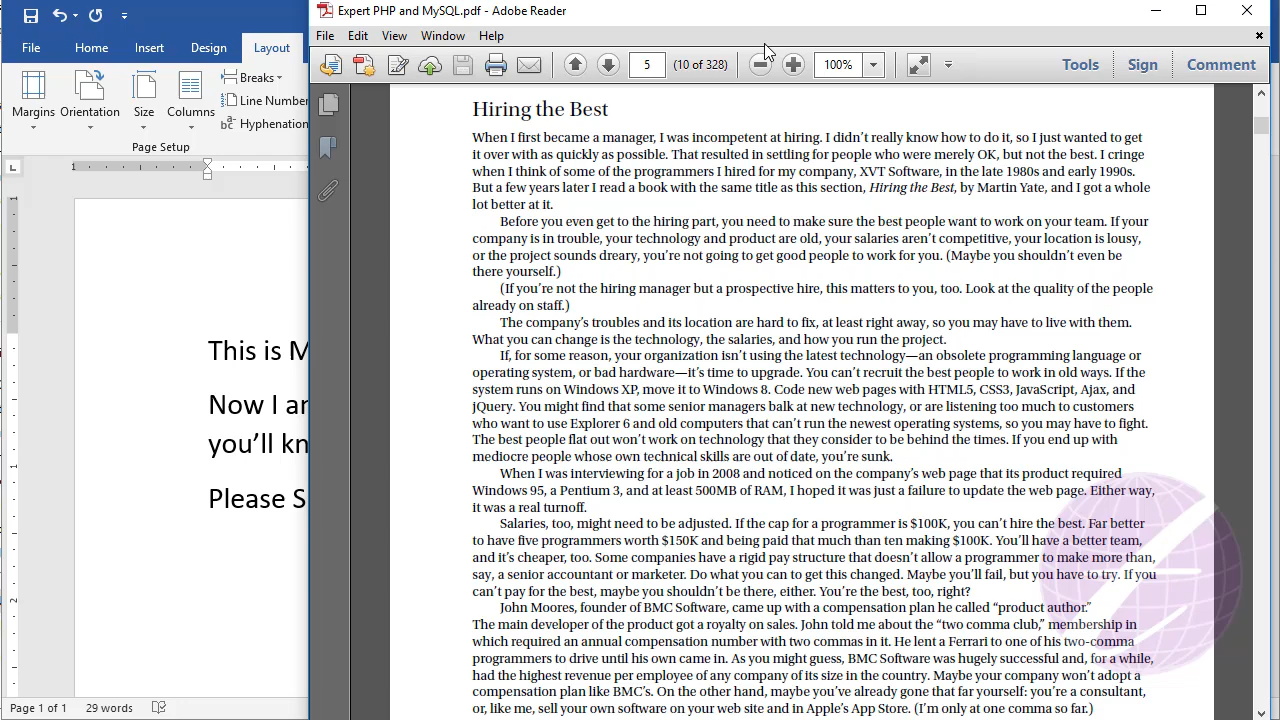 File Home Insert Design Layout
Margins Orientation Size Columns
Breaks
Line Number
Hyphenation
Page Setup
This is M
Now I a
you’ll kn
Please S
Page 1 of 1 29 words
Expert PHP and MySQL.pdf - Adobe Reader
File Edit View Window Help
5 (10 of 328) 100% Tools Sign Comment
Hiring the Best
When I first became a manager, I was incompetent at hiring. I didn’t really know how to do it, so I just wanted to get
it over with as quickly as possible. That resulted in settling for people who were merely OK, but not the best. I cringe
when I think of some of the programmers I hired for my company, XVT Software, in the late 1980s and early 1990s.
But a few years later I read a book with the same title as this section, Hiring the Best, by Martin Yate, and I got a whole
lot better at it.
Before you even get to the hiring part, you need to make sure the best people want to work on your team. If your
company is in trouble, your technology and product are old, your salaries aren’t competitive, your location is lousy,
or the project sounds dreary, you’re not going to get good people to work for you. (Maybe you shouldn’t even be
there yourself.)
(If you’re not the hiring manager but a prospective hire, this matters to you, too. Look at the quality of the people
already on staff.)
The company’s troubles and its location are hard to fix, at least right away, so you may have to live with them.
What you can change is the technology, the salaries, and how you run the project.
If, for some reason, your organization isn’t using the latest technology—an obsolete programming language or
operating system, or bad hardware—it’s time to upgrade. You can’t recruit the best people to work in old ways. If the
system runs on Windows XP, move it to Windows 8. Code new web pages with HTML5, CSS3, JavaScript, Ajax, and
jQuery. You might find that some senior managers balk at new technology, or are listening too much to customers
who want to use Explorer 6 and old computers that can’t run the newest operating systems, so you may have to fight.
The best people flat out won’t work on technology that they consider to be behind the times. If you end up with
mediocre people whose own technical skills are out of date, you’re sunk.
When I was interviewing for a job in 2008 and noticed on the company’s web page that its product required
Windows 95, a Pentium 3, and at least 500MB of RAM, I hoped it was just a failure to update the web page. Either way,
it was a real turnoff.
Salaries, too, might need to be adjusted. If the cap for a programmer is $100K, you can’t hire the best. Far better
to have five programmers worth $150K and being paid that much than ten making $100K. You’ll have a better team,
and it’s cheaper, too. Some companies have a rigid pay structure that doesn’t allow a programmer to make more than,
say, a senior accountant or marketer. Do what you can to get this changed. Maybe you’ll fail, but you have to try. If you
can’t pay for the best, maybe you shouldn’t be there, either. You’re the best, too, right?
John Moores, founder of BMC Software, came up with a compensation plan he called “product author.”
The main developer of the product got a royalty on sales. John told me about the “two comma club,” membership in
which required an annual compensation number with two commas in it. He lent a Ferrari to one of his two-comma
programmers to drive until his own came in. As you might guess, BMC Software was hugely successful and, for a while,
had the highest revenue per employee of any company of its size in the country. Maybe your company won’t adopt a
compensation plan like BMC’s. On the other hand, maybe you’ve already gone that far yourself: you’re a consultant,
or, like me, sell your own software on your web site and in Apple’s App Store. (I’m only at one comma so far.)